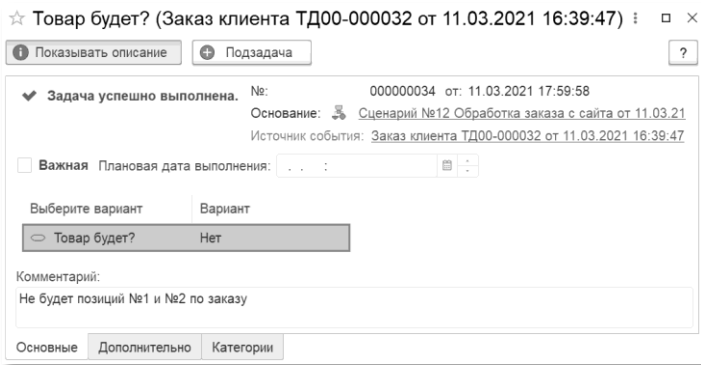 Товар будет? (Заказ клиента ТД00-000032 от 11.03.2021 16:39:47)
Показывать описание Подзадача ?
Задача успешно выполнена. №: 000000034 от: 11.03.2021 17:59:58
Основание: Сценарий №12 Обработка заказа с сайта от 11.03.21
Источник события: Заказ клиента ТД00-000032 от 11.03.2021 16:39:47
Важная Плановая дата выполнения: . . :
Выберите вариант Вариант
Товар будет? Нет
Комментарий:
Не будет позиций №1 и №2 по заказу
Основные Дополнительно Категории